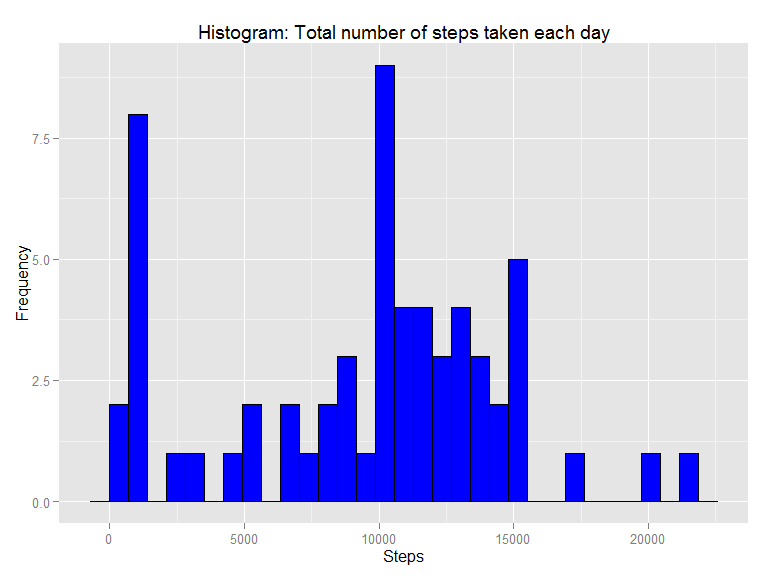 Histogram: Total number of steps taken each day
7.5
5.0
2.5
0.0
Frequency
0 5000 10000 15000 20000
Steps